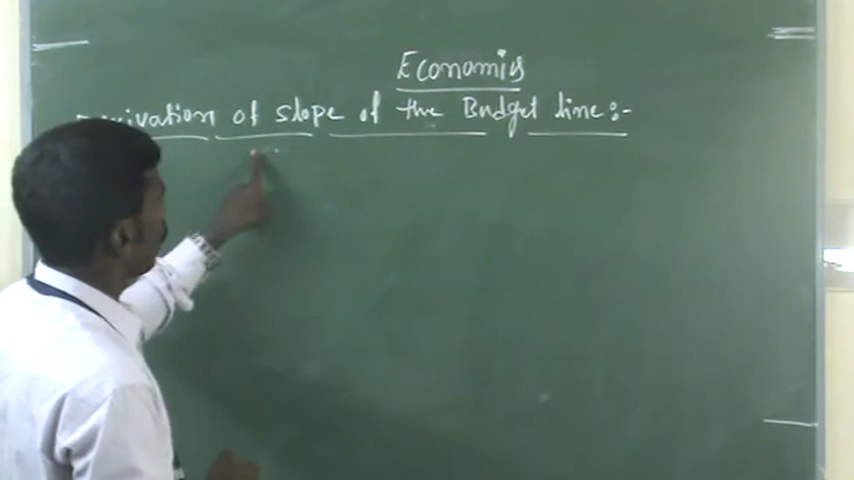 Economics
Derivation of slope of the Budget line:-